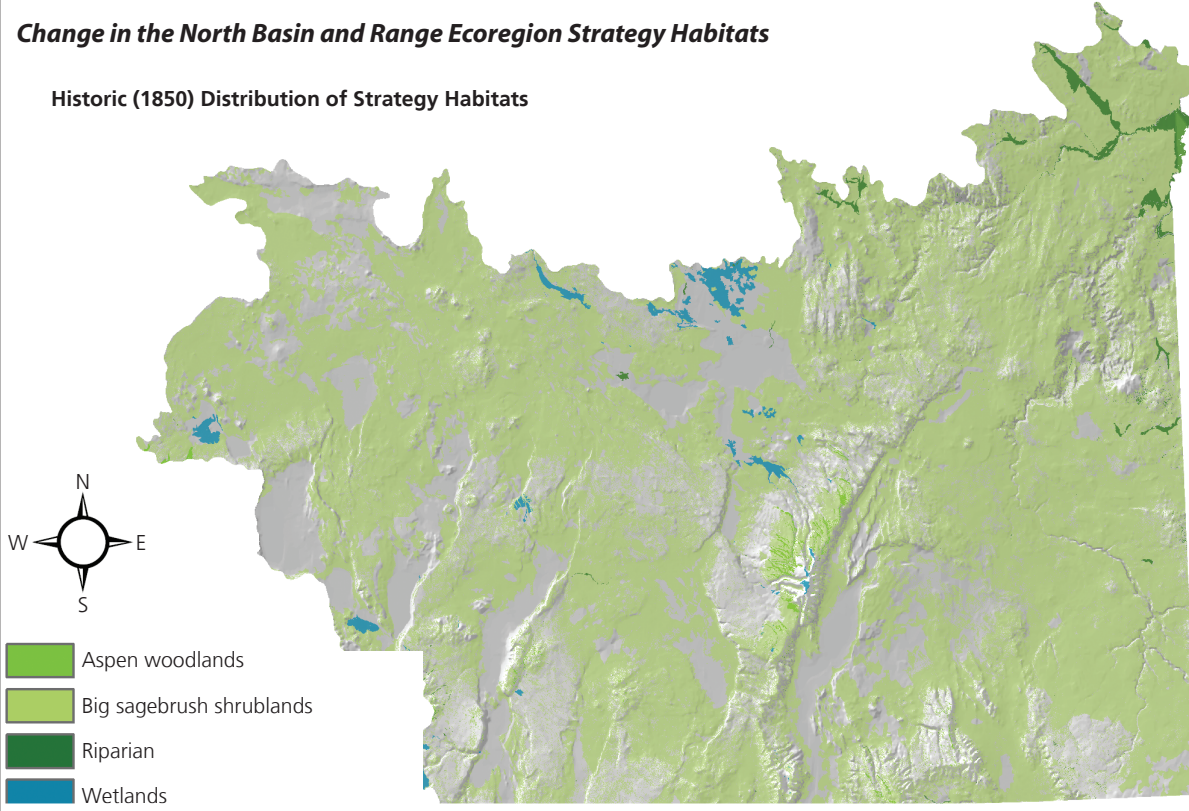 Change in the North Basin and Range Ecoregion Strategy Habitats
Historic (1850) Distribution of Strategy Habitats
N
W E
S
Aspen woodlands
Big sagebrush shrublands
Riparian
Wetlands